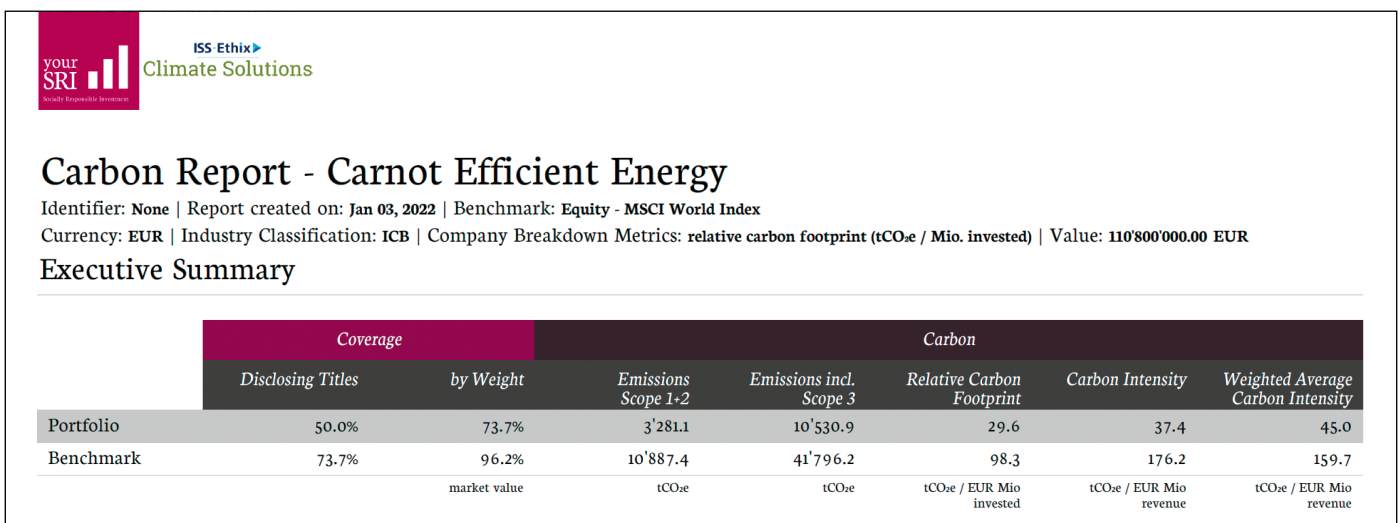 your
SRI
Socially Responsible Investment
ISS-Ethix
Climate Solutions
Carbon Report - Carnot Efficient Energy
Identifier: None | Report created on: Jan 03, 2022 | Benchmark: Equity - MSCI World Index
Currency: EUR | Industry Classification: ICB | Company Breakdown Metrics: relative carbon footprint (tCO₂e / Mio. invested) | Value: 110'800'000.00 EUR
Executive Summary
Coverage Carbon
Disclosing Titles by Weight Emissions Scope 1+2 Emissions incl. Scope 3 Relative Carbon Footprint Carbon Intensity Weighted Average Carbon Intensity
Portfolio 50.0% 73.7% 3'281.1 10'530.9 29.6 37.4 45.0
Benchmark 73.7% 96.2% 10'887.4 41'796.2 98.3 176.2 159.7
market value tCO₂e tCO₂e tCO₂e / EUR Mio invested tCO₂e / EUR Mio revenue tCO₂e / EUR Mio revenue